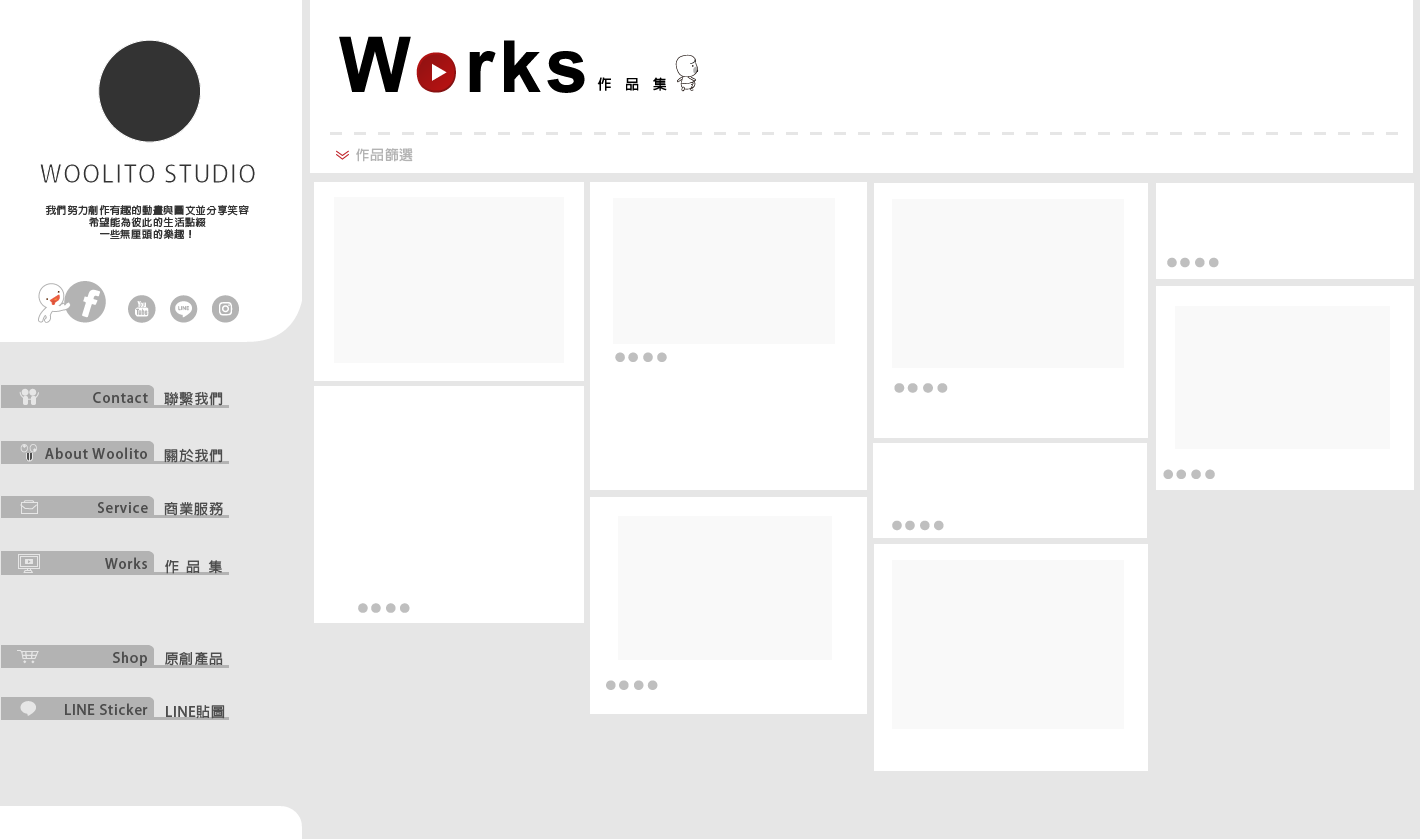 WOOLITO STUDIO
我們努力創作有趣的動畫與圖文並分享笑容
希望能為彼此的生活點綴
一些無厘頭的樂趣！
f
You
Tube
LINE
Contact 聯繫我們
About Woolito 關於我們
Service 商業服務
Works 作品集
Shop 原創產品
LINE Sticker LINE貼圖
Works 作品集
作品篩選